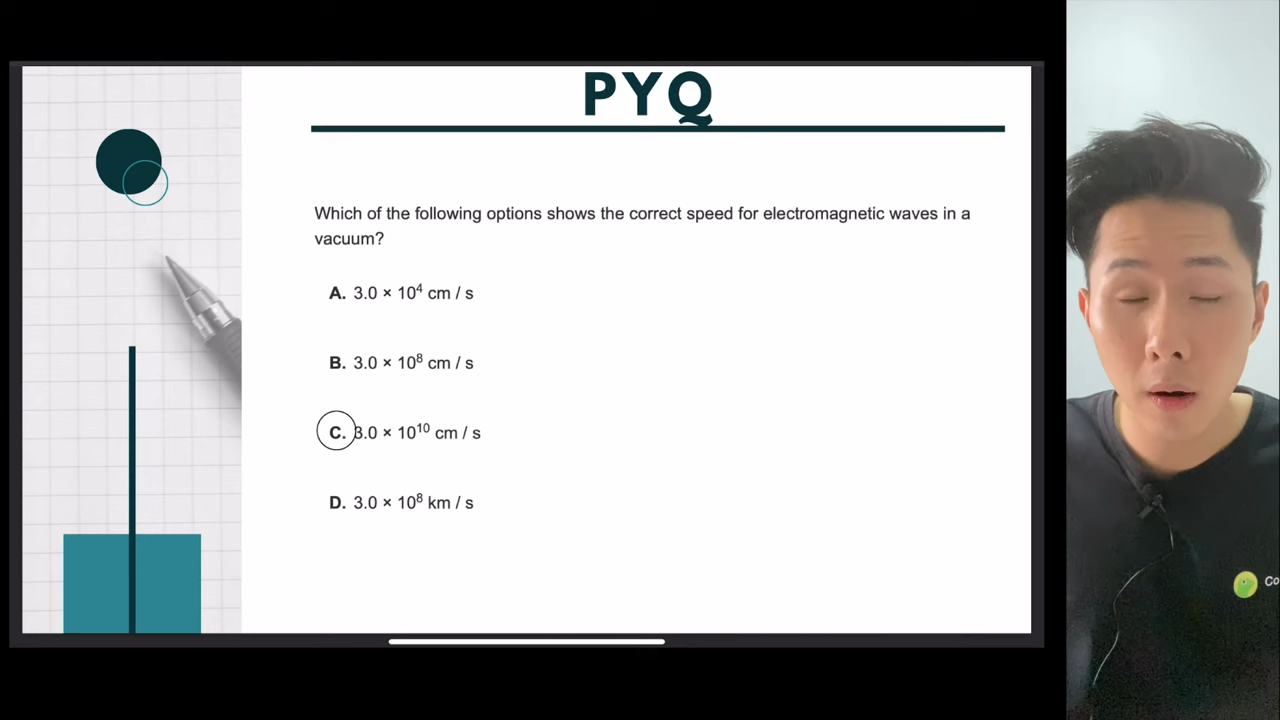 PYQ
Which of the following options shows the correct speed for electromagnetic waves in a
vacuum?
A. 3.0 × 10⁴ cm / s
B. 3.0 × 10⁸ cm / s
C. 3.0 × 10¹⁰ cm / s
D. 3.0 × 10⁸ km / s
Co